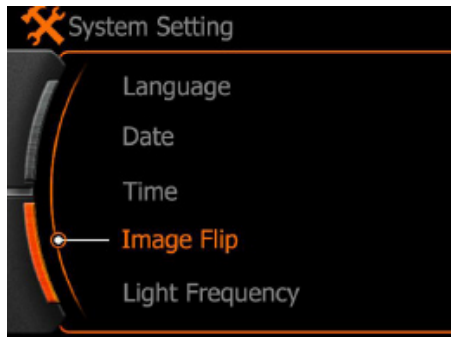 System Setting
Language
Date
Time
Image Flip
Light Frequency